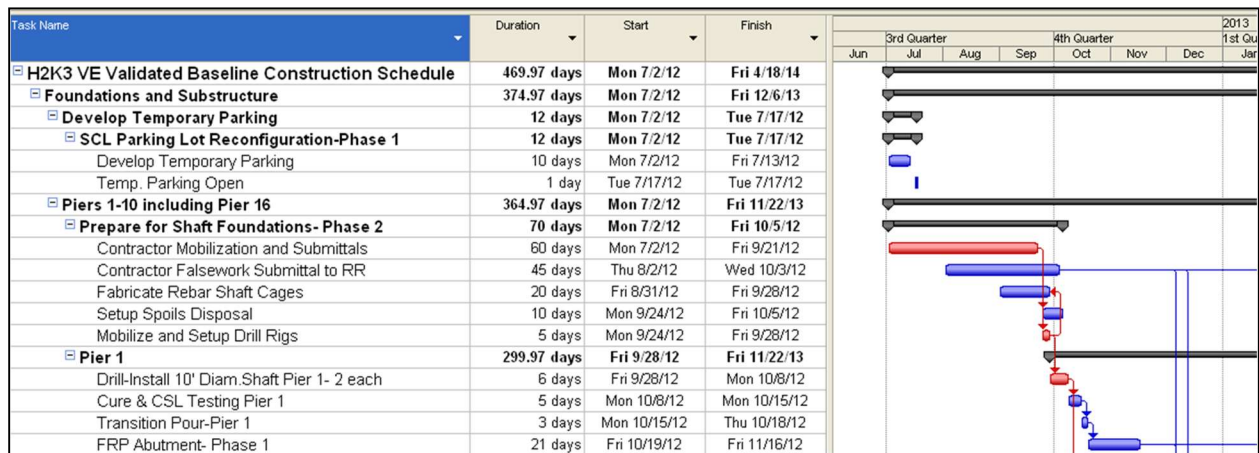 Task Name Duration Start Finish 2013
3rd Quarter 4th Quarter 1st Qu
Jun Jul Aug Sep Oct Nov Dec Jar
H2K3 VE Validated Baseline Construction Schedule 469.97 days Mon 7/2/12 Fri 4/18/14
Foundations and Substructure 374.97 days Mon 7/2/12 Fri 12/6/13
Develop Temporary Parking 12 days Mon 7/2/12 Tue 7/17/12
SCL Parking Lot Reconfiguration-Phase 1 12 days Mon 7/2/12 Tue 7/17/12
Develop Temporary Parking 10 days Mon 7/2/12 Fri 7/13/12
Temp. Parking Open 1 day Tue 7/17/12 Tue 7/17/12
Piers 1-10 including Pier 16 364.97 days Mon 7/2/12 Fri 11/22/13
Prepare for Shaft Foundations- Phase 2 70 days Mon 7/2/12 Fri 10/5/12
Contractor Mobilization and Submittals 60 days Mon 7/2/12 Fri 9/21/12
Contractor Falsework Submittal to RR 45 days Thu 8/2/12 Wed 10/3/12
Fabricate Rebar Shaft Cages 20 days Fri 8/31/12 Fri 9/28/12
Setup Spoils Disposal 10 days Mon 9/24/12 Fri 10/5/12
Mobilize and Setup Drill Rigs 5 days Mon 9/24/12 Fri 9/28/12
Pier 1 299.97 days Fri 9/28/12 Fri 11/22/13
Drill-Install 10' Diam.Shaft Pier 1- 2 each 6 days Fri 9/28/12 Mon 10/8/12
Cure & CSL Testing Pier 1 5 days Mon 10/8/12 Mon 10/15/12
Transition Pour-Pier 1 3 days Mon 10/15/12 Thu 10/18/12
FRP Abutment- Phase 1 21 days Fri 10/19/12 Fri 11/16/12